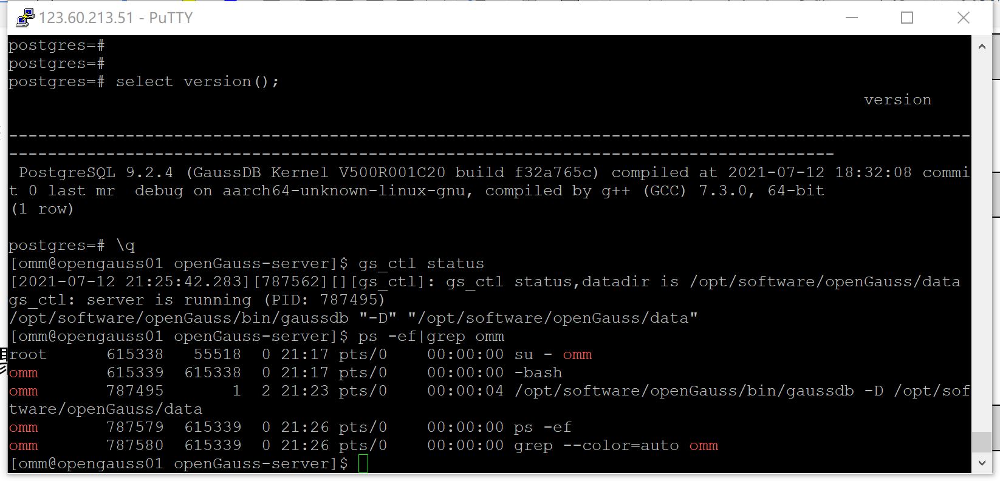 123.60.213.51 - PuTTY
postgres=#
postgres=#
postgres=# select version();
version
----------------------------------------------------------------------------------------------------
-------------------------------------------------------------------------------------
PostgreSQL 9.2.4 (GaussDB Kernel V500R001C20 build f32a765c) compiled at 2021-07-12 18:32:08 commi
t 0 last mr  debug on aarch64-unknown-linux-gnu, compiled by g++ (GCC) 7.3.0, 64-bit
(1 row)
postgres=# \q
[omm@opengauss01 openGauss-server]$ gs_ctl status
[2021-07-12 21:25:42.283][787562][][gs_ctl]: gs_ctl status,datadir is /opt/software/openGauss/data
gs_ctl: server is running (PID: 787495)
/opt/software/openGauss/bin/gaussdb "-D" "/opt/software/openGauss/data"
[omm@opengauss01 openGauss-server]$ ps -ef|grep omm
root       615338   55518  0 21:17 pts/0    00:00:00 su - omm
omm       615339  615338  0 21:17 pts/0    00:00:00 -bash
omm       787495       1  2 21:23 pts/0    00:00:04 /opt/software/openGauss/bin/gaussdb -D /opt/sof
tware/openGauss/data
omm       787579  615339  0 21:26 pts/0    00:00:00 ps -ef
omm       787580  615339  0 21:26 pts/0    00:00:00 grep --color=auto omm
[omm@opengauss01 openGauss-server]$